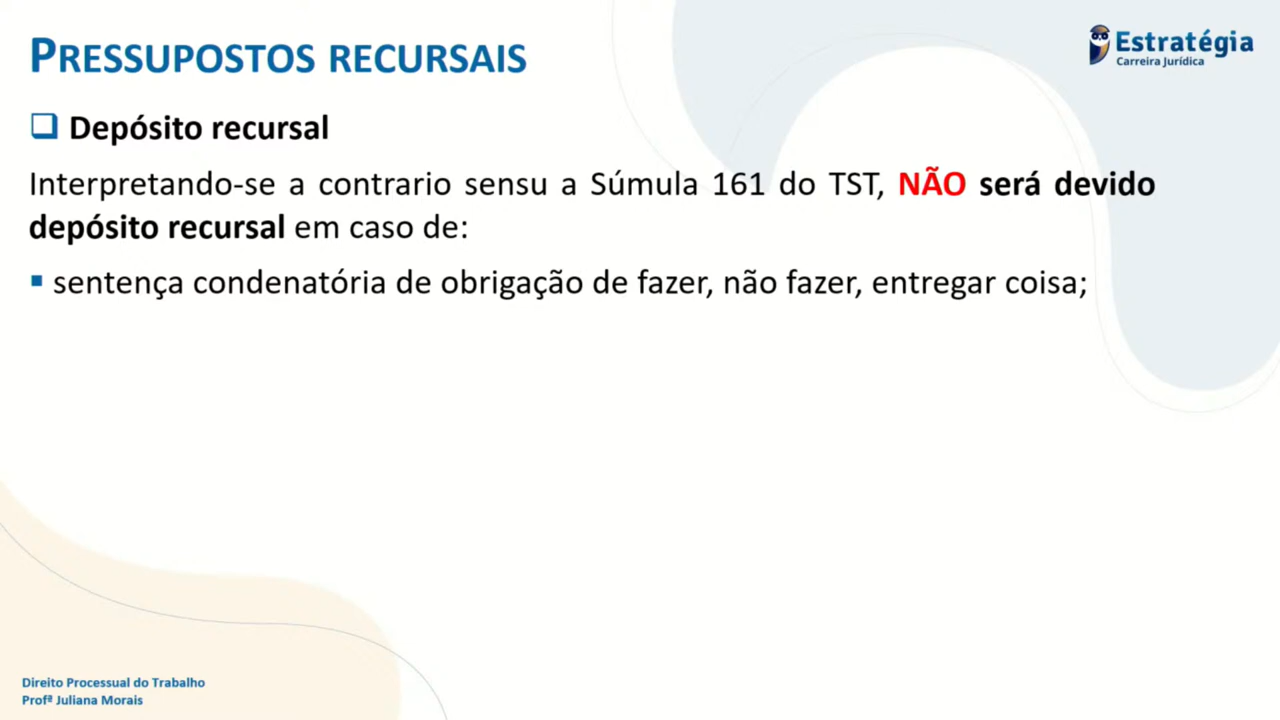 PRESSUPOSTOS RECURSAIS
Estratégia
Carreira Jurídica
Depósito recursal
Interpretando-se a contrario sensu a Súmula 161 do TST, NÃO será devido
depósito recursal em caso de:
sentença condenatória de obrigação de fazer, não fazer, entregar coisa;
Direito Processual do Trabalho
Profª Juliana Morais